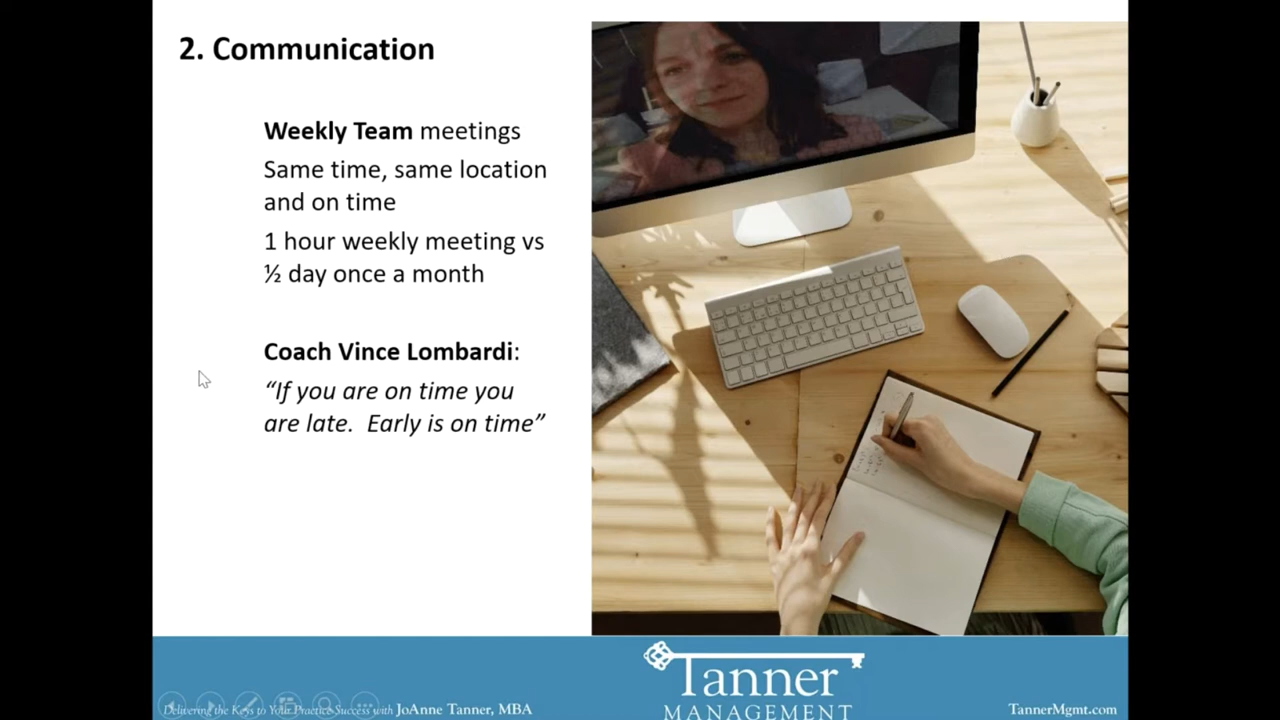 2. Communication
Weekly Team meetings
Same time, same location
and on time
1 hour weekly meeting vs
½ day once a month
Coach Vince Lombardi:
“If you are on time you
are late.  Early is on time”
Delivering the Keys to Your Practice Success with JoAnne Tanner, MBA
Tanner
MANAGEMENT
TannerMgmt.com